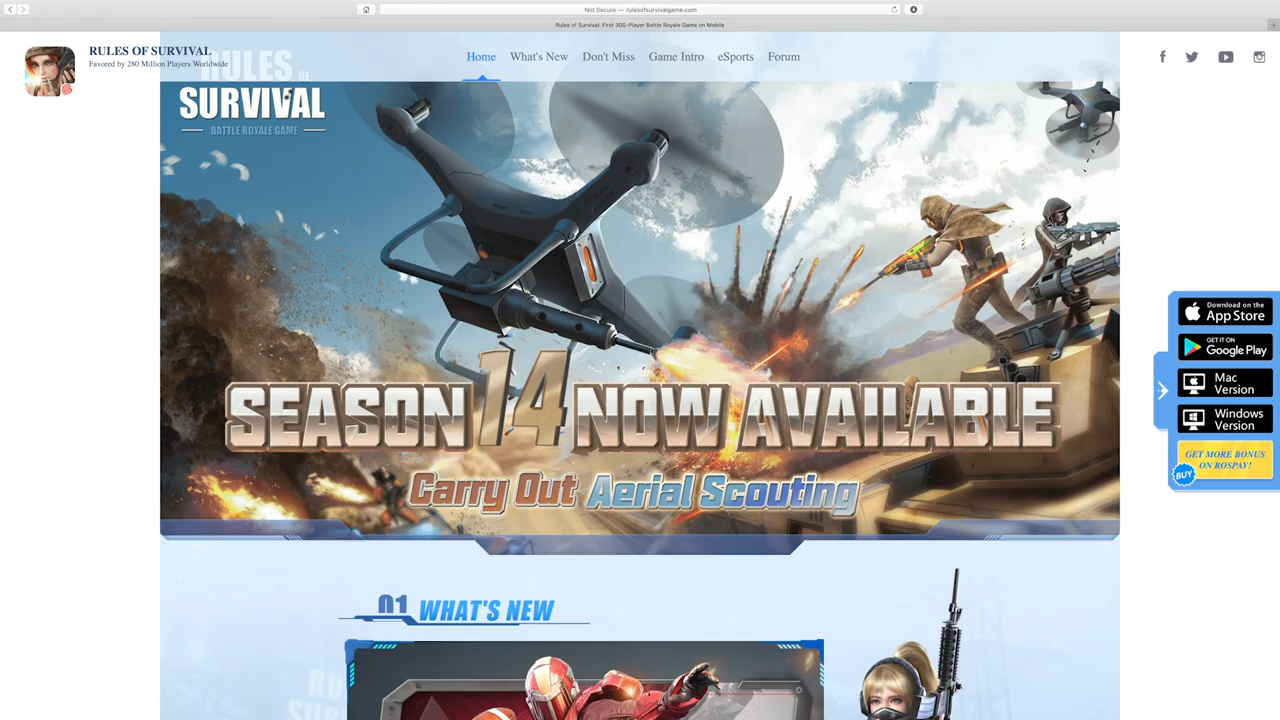 Not Secure — rulesofsurvivalgame.com
Rules of Survival: First 300-Player Battle Royale Game on Mobile
RULES OF SURVIVAL
Favored by 280 Million Players Worldwide
Home
What's New
Don't Miss
Game Intro
eSports
Forum
RULES OF
SURVIVAL
BATTLE ROYALE GAME
Download on the
App Store
GET IT ON
Google Play
Mac
Version
Windows
Version
GET MORE BONUS
ON ROSPAY!
BUY
SEASON 14 NOW AVAILABLE
Carry Out Aerial Scouting
01 WHAT'S NEW